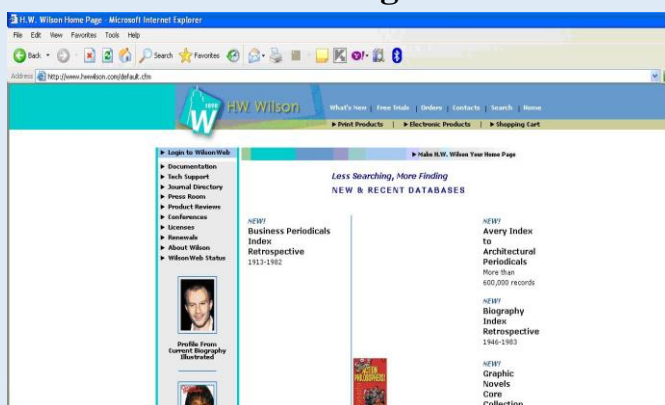 H.W. Wilson Home Page - Microsoft Internet Explorer
File Edit View Favorites Tools Help
Back Search Favorites
Address http://www.hwwilson.com/default.cfm
HW WILSON
What's New | Free Trials | Orders | Contacts | Search | Home
Print Products | Electronic Products | Shopping Cart
Login to WilsonWeb
Make H.W. Wilson Your Home Page
Documentation
Tech Support
Journal Directory
Press Room
Product Reviews
Conferences
Licenses
Renewals
About Wilson
WilsonWeb Status
Less Searching, More Finding
NEW & RECENT DATABASES
NEW!
Business Periodicals
Index
Retrospective
1913-1982
NEW!
Avery Index
to
Architectural
Periodicals
More than
600,000 records
NEW!
Biography
Index
Retrospective
1946-1983
NEW!
Graphic
Novels
Core
Collection
Profile From
Current Biography
Illustrated